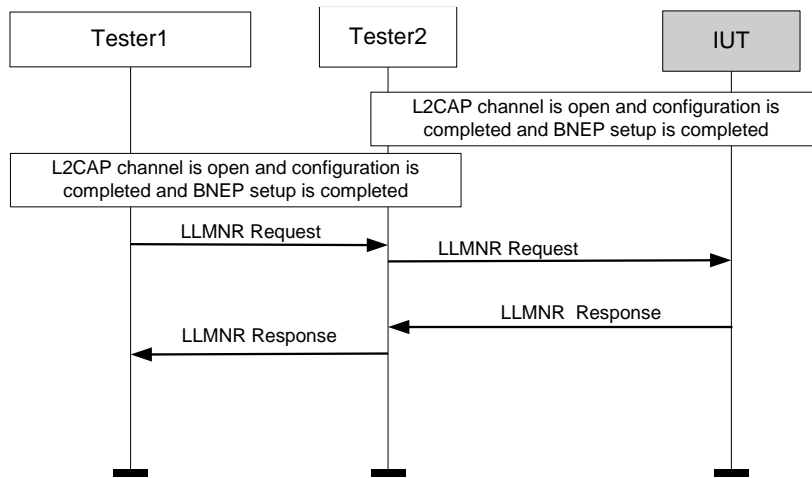 Tester1
Tester2
IUT
L2CAP channel is open and configuration is
completed and BNEP setup is completed
L2CAP channel is open and configuration is
completed and BNEP setup is completed
LLMNR Request
LLMNR Request
LLMNR Response
LLMNR Response